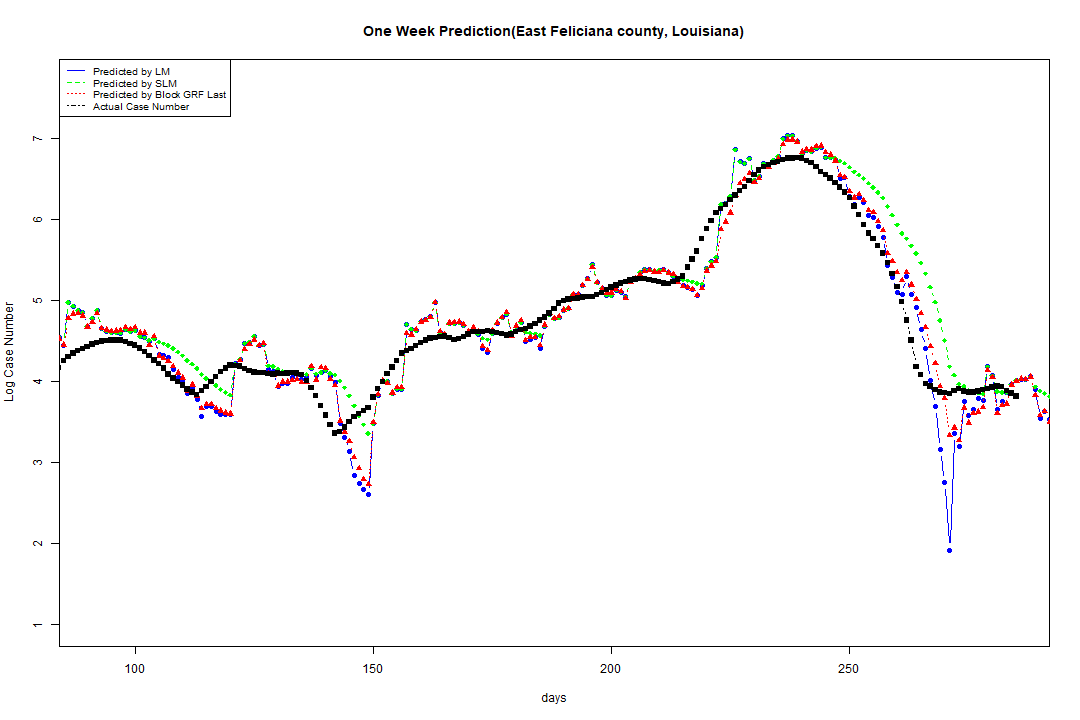 One Week Prediction(East Feliciana county, Louisiana)
Predicted by LM
Predicted by SLM
Predicted by Block GRF Last
Actual Case Number
7
6
5
4
3
2
1
Log Case Number
100 150 200 250
days